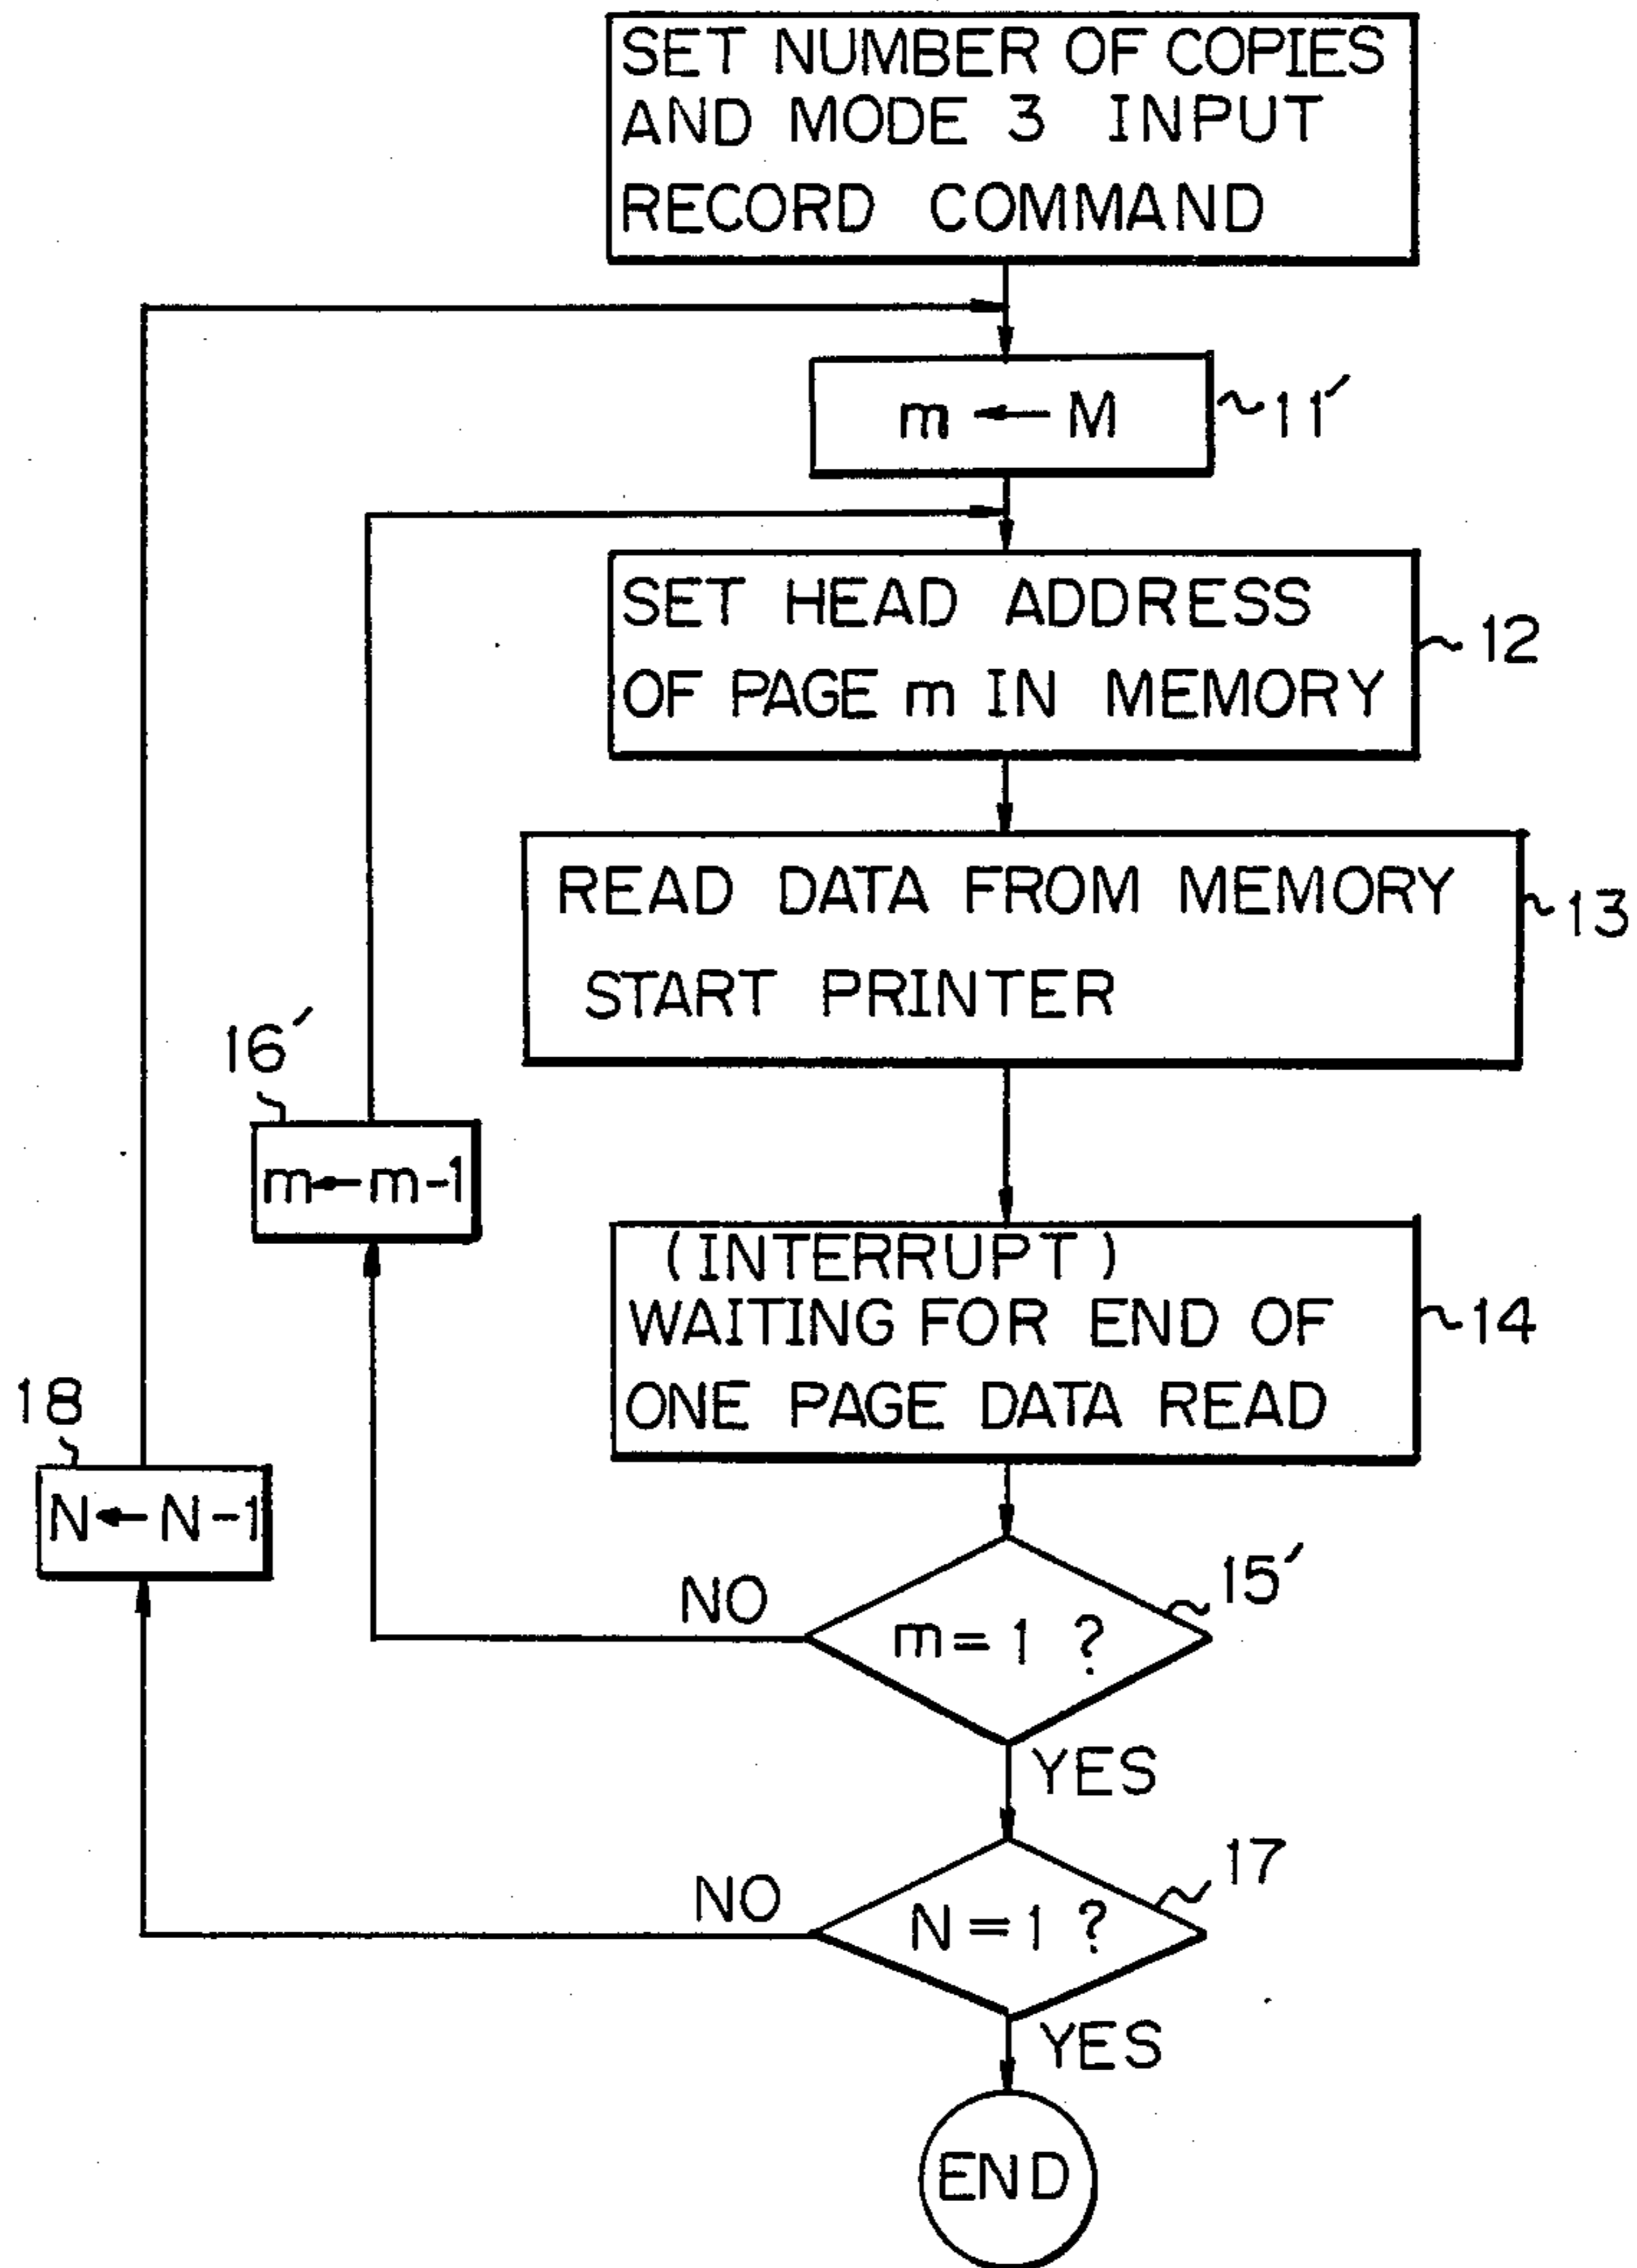 SET NUMBER OF COPIES
AND MODE 3 INPUT
RECORD COMMAND
m ← M
11′
SET HEAD ADDRESS
OF PAGE m IN MEMORY
12
READ DATA FROM MEMORY
START PRINTER
13
16′
m ← m-1
(INTERRUPT)
WAITING FOR END OF
ONE PAGE DATA READ
14
18
N ← N-1
NO
m = 1 ?
15′
YES
NO
N = 1 ?
17
YES
END